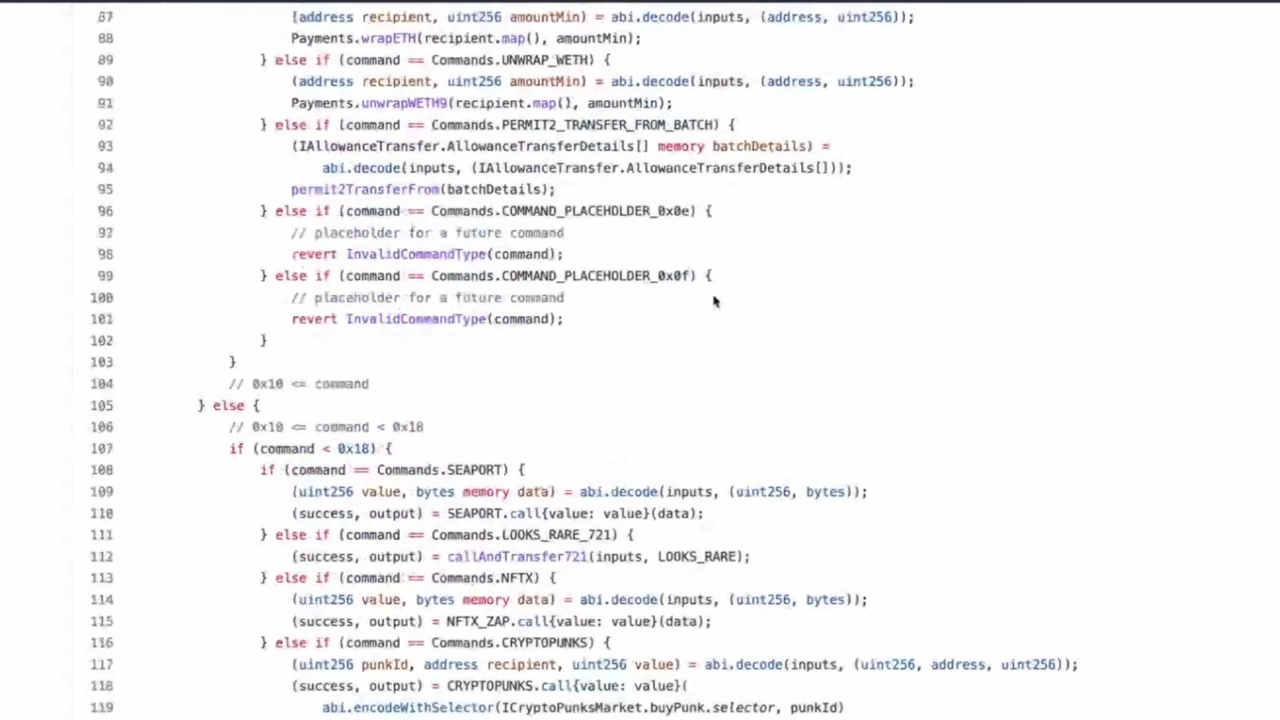 87 (address recipient, uint256 amountMin) = abi.decode(inputs, (address, uint256));
88 Payments.wrapETH(recipient.map(), amountMin);
89 } else if (command == Commands.UNWRAP_WETH) {
90 (address recipient, uint256 amountMin) = abi.decode(inputs, (address, uint256));
91 Payments.unwrapWETH9(recipient.map(), amountMin);
92 } else if (command == Commands.PERMIT2_TRANSFER_FROM_BATCH) {
93 (IAllowanceTransfer.AllowanceTransferDetails[] memory batchDetails) =
94 abi.decode(inputs, (IAllowanceTransfer.AllowanceTransferDetails[]));
95 permit2TransferFrom(batchDetails);
96 } else if (command == Commands.COMMAND_PLACEHOLDER_0x0e) {
97 // placeholder for a future command
98 revert InvalidCommandType(command);
99 } else if (command == Commands.COMMAND_PLACEHOLDER_0x0f) {
100 // placeholder for a future command
101 revert InvalidCommandType(command);
102 }
103 }
104 // 0x10 <= command
105 } else {
106 // 0x10 <= command < 0x18
107 if (command < 0x18) {
108 if (command == Commands.SEAPORT) {
109 (uint256 value, bytes memory data) = abi.decode(inputs, (uint256, bytes));
110 (success, output) = SEAPORT.call{value: value}(data);
111 } else if (command == Commands.LOOKS_RARE_721) {
112 (success, output) = callAndTransfer721(inputs, LOOKS_RARE);
113 } else if (command == Commands.NFTX) {
114 (uint256 value, bytes memory data) = abi.decode(inputs, (uint256, bytes));
115 (success, output) = NFTX_ZAP.call{value: value}(data);
116 } else if (command == Commands.CRYPTOPUNKS) {
117 (uint256 punkId, address recipient, uint256 value) = abi.decode(inputs, (uint256, address, uint256));
118 (success, output) = CRYPTOPUNKS.call{value: value}(
119 abi.encodeWithSelector(ICryptoPunksMarket.buyPunk.selector, punkId)